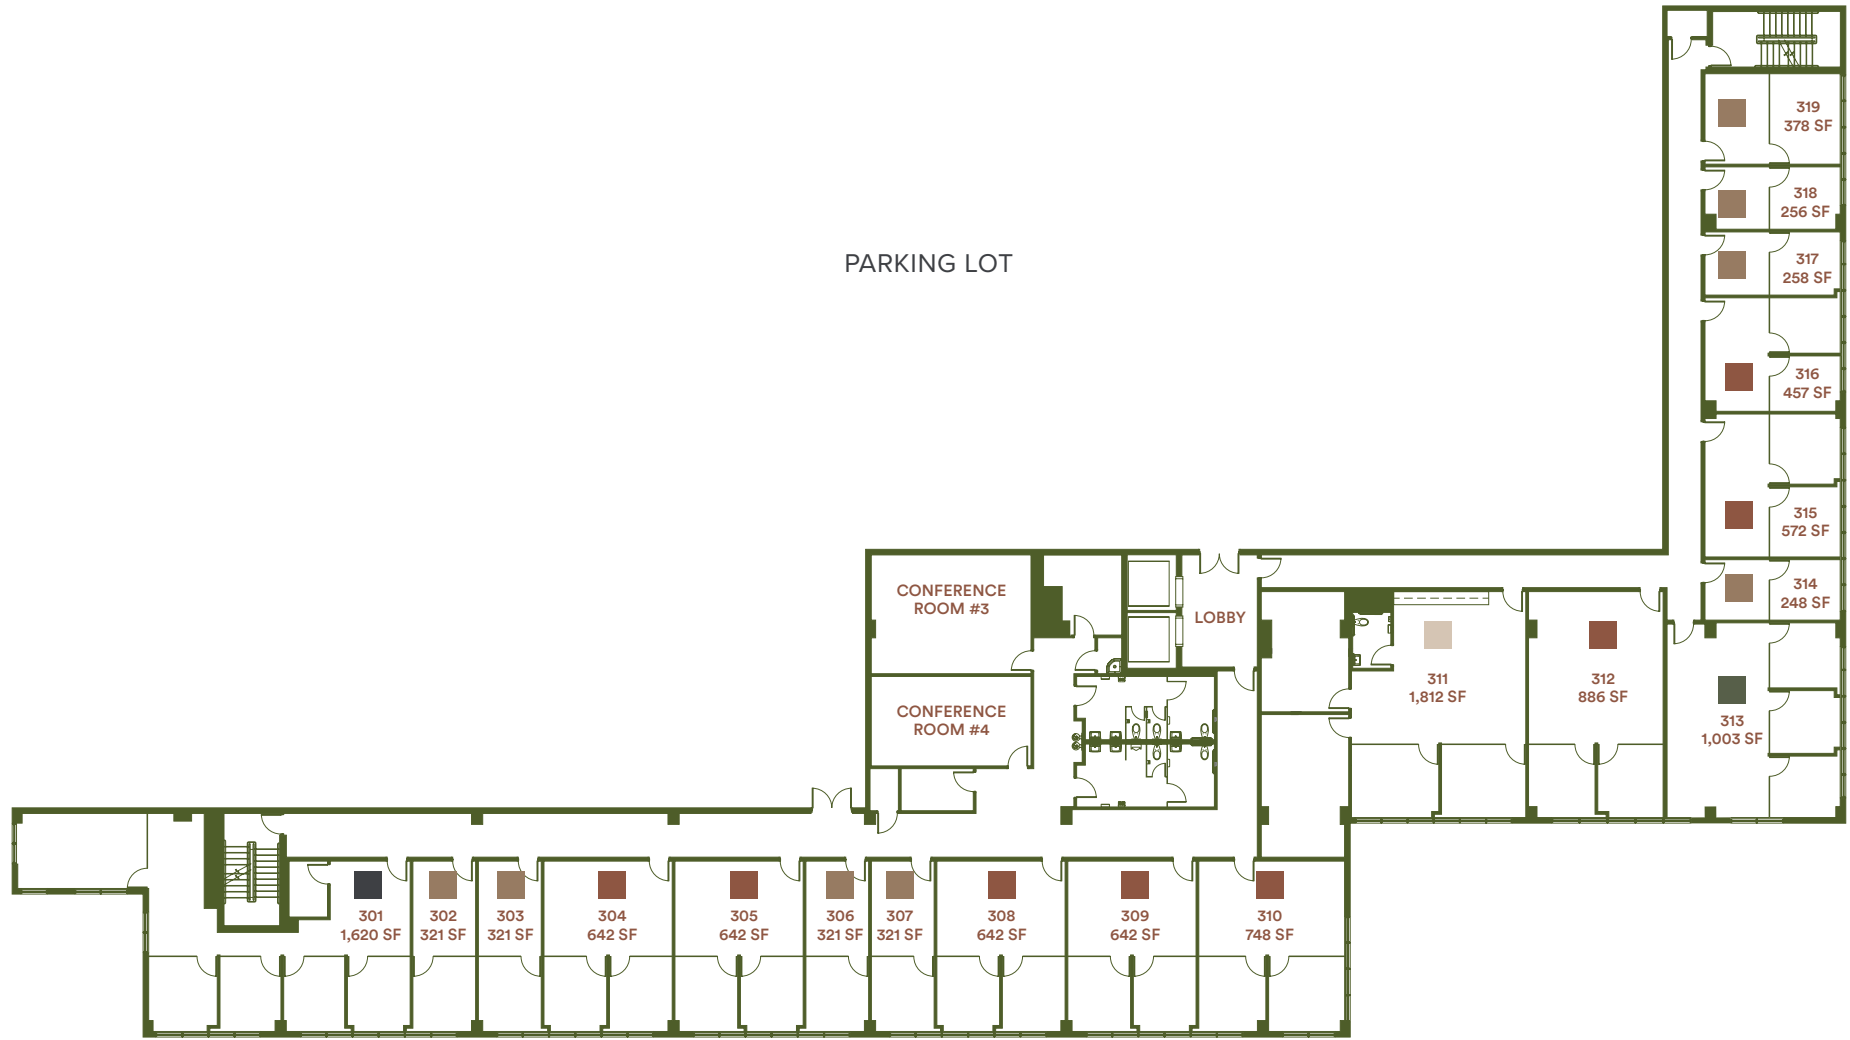 319
378 SF
318
256 SF
PARKING LOT
317
258 SF
316
457 SF
315
572 SF
314
248 SF
CONFERENCE
ROOM #3
LOBBY
CONFERENCE
ROOM #4
311
1,812 SF
312
886 SF
313
1,003 SF
301
1,620 SF
302
321 SF
303
321 SF
304
642 SF
305
642 SF
306
321 SF
307
321 SF
308
642 SF
309
642 SF
310
748 SF